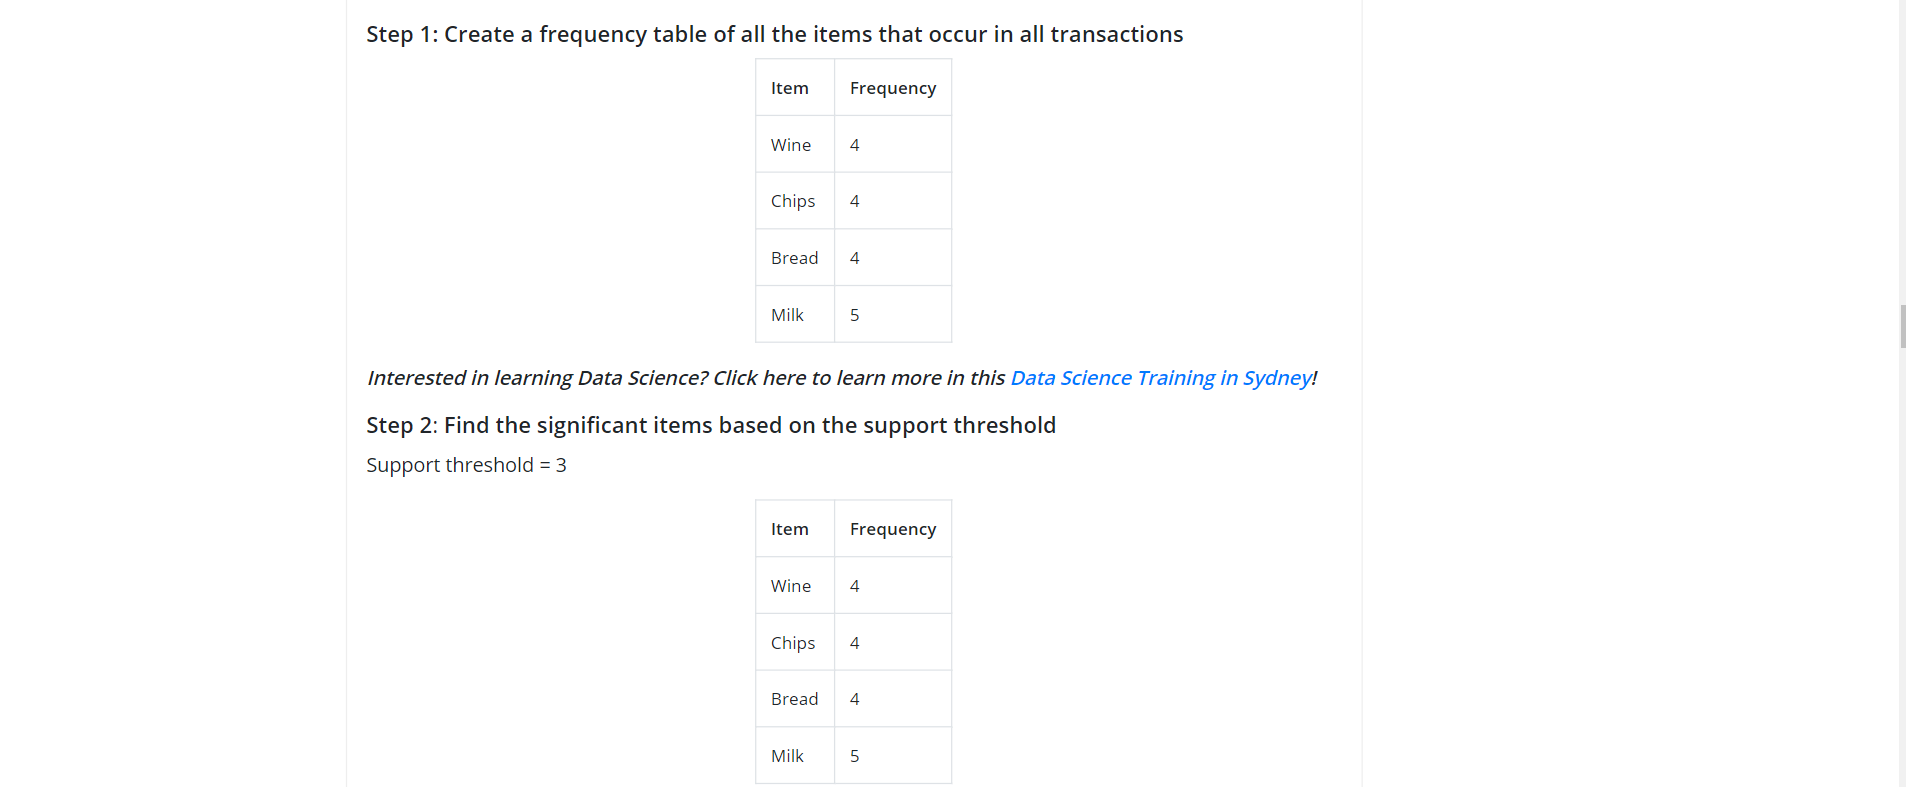 Step 1: Create a frequency table of all the items that occur in all transactions
Item Frequency
Wine 4
Chips 4
Bread 4
Milk 5
Interested in learning Data Science? Click here to learn more in this Data Science Training in Sydney!
Step 2: Find the significant items based on the support threshold
Support threshold = 3
Item Frequency
Wine 4
Chips 4
Bread 4
Milk 5